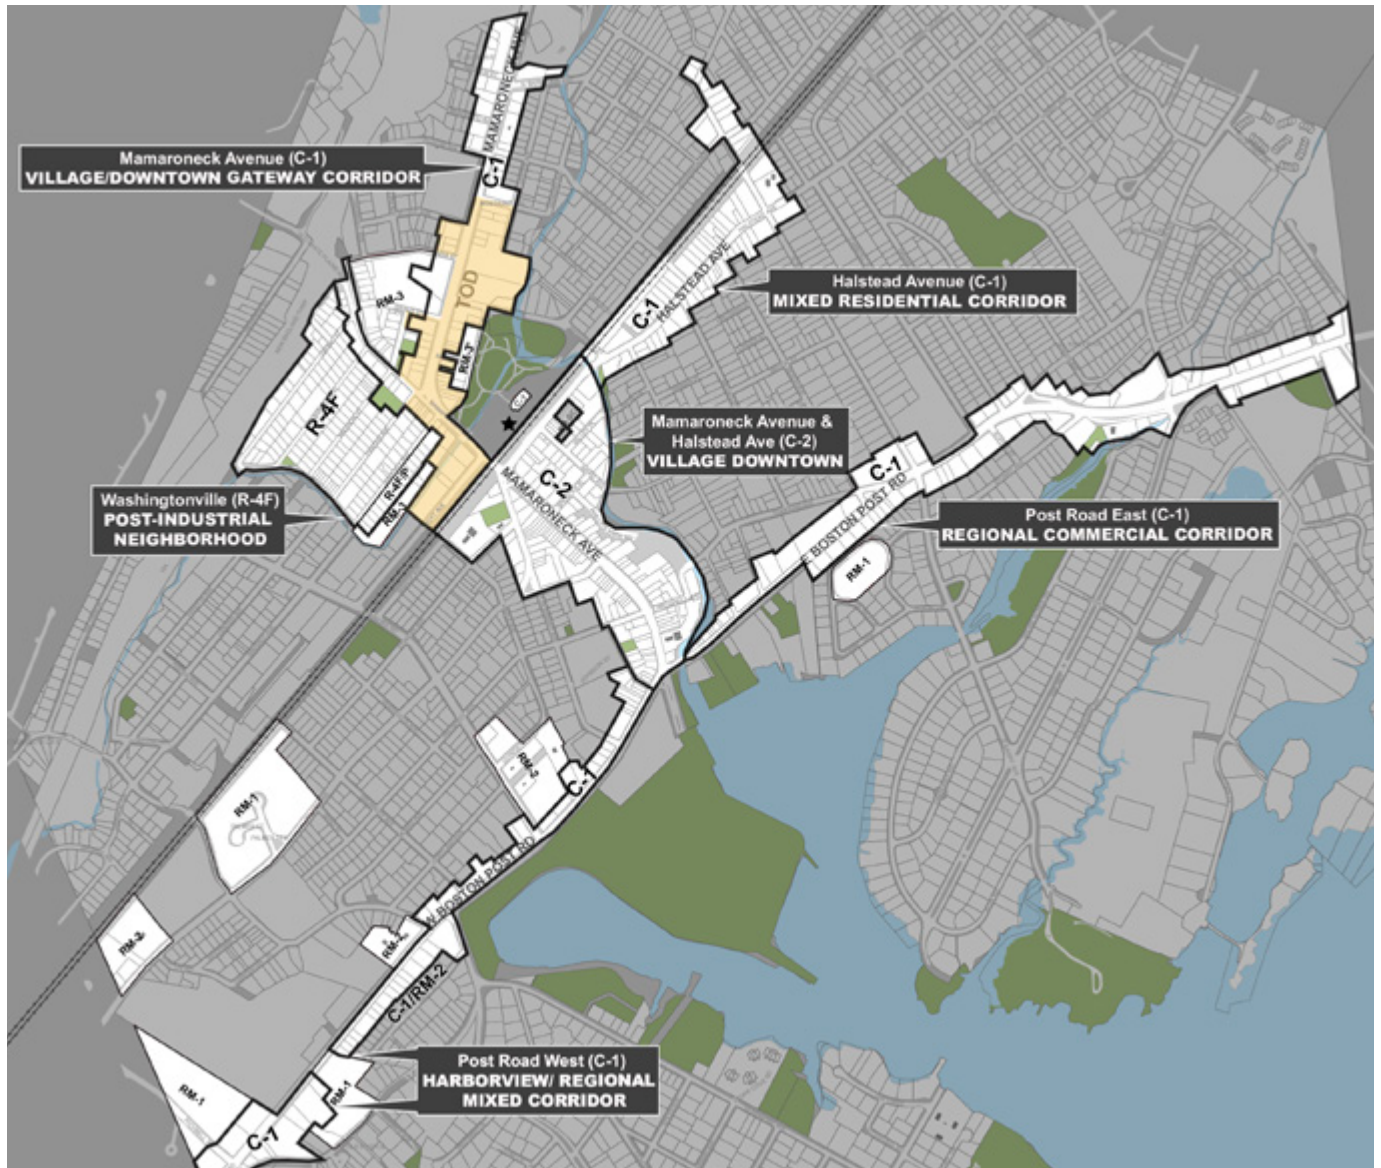 MAMARONECK AVE
Mamaroneck Avenue (C-1)
VILLAGE/DOWNTOWN GATEWAY CORRIDOR
C-1
TOD
RM-3
RM-3
C-1
HALSTEAD AVE
Halstead Avenue (C-1)
MIXED RESIDENTIAL CORRIDOR
R-4F
Mamaroneck Avenue &
Halstead Ave (C-2)
VILLAGE DOWNTOWN
C-2
MAMARONECK AVE
C-1
E BOSTON POST RD
R-4F/P
RM-3
Washingtonville (R-4F)
POST-INDUSTRIAL
NEIGHBORHOOD
Post Road East (C-1)
REGIONAL COMMERCIAL CORRIDOR
RM-1
C-1
RM-1
W BOSTON POST RD
RM-2
C-1/RM-2
Post Road West (C-1)
HARBORVIEW/ REGIONAL
MIXED CORRIDOR
RM-1
RM-1
C-1